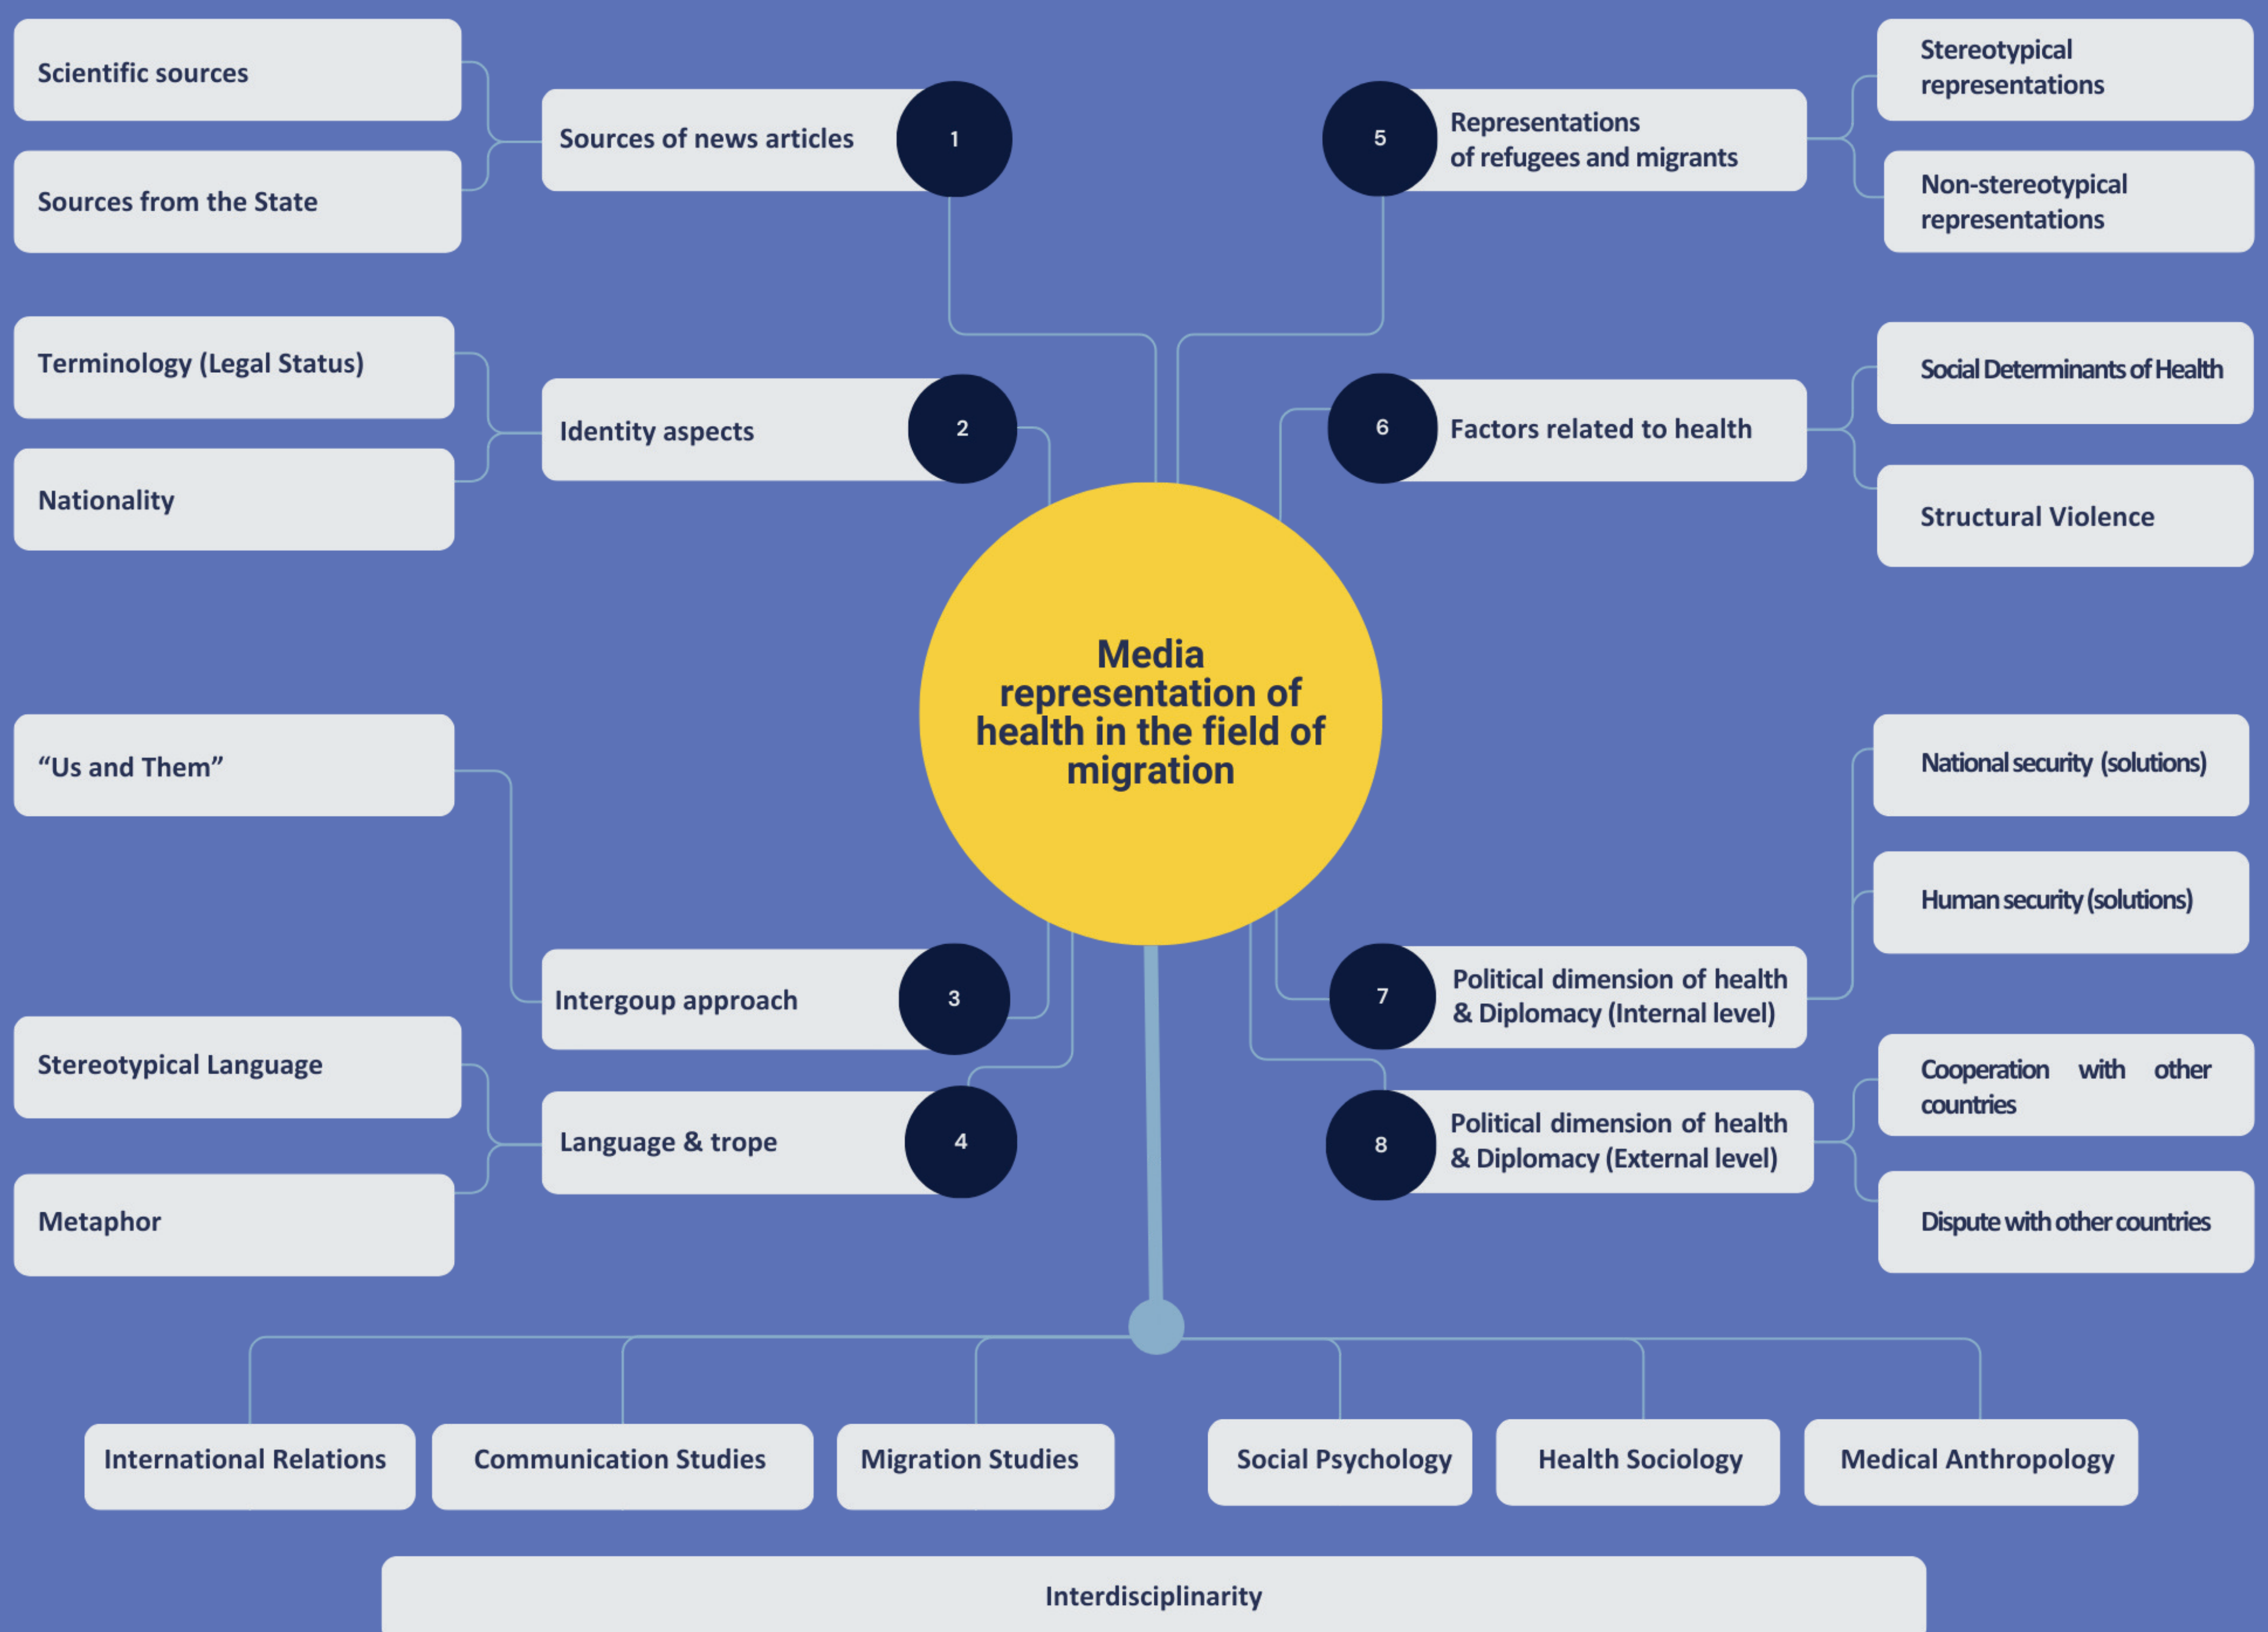 Scientific sources
Sources from the State
Sources of news articles
1
Terminology (Legal Status)
Nationality
Identity aspects
2
“Us and Them”
Intergoup approach
3
Stereotypical Language
Metaphor
Language & trope
4
Media
representation of
health in the field of
migration
5
Representations
of refugees and migrants
Stereotypical
representations
Non-stereotypical
representations
6
Factors related to health
Social Determinants of Health
Structural Violence
7
Political dimension of health
& Diplomacy (Internal level)
National security (solutions)
Human security (solutions)
8
Political dimension of health
& Diplomacy (External level)
Cooperation with other
countries
Dispute with other countries
International Relations
Communication Studies
Migration Studies
Social Psychology
Health Sociology
Medical Anthropology
Interdisciplinarity